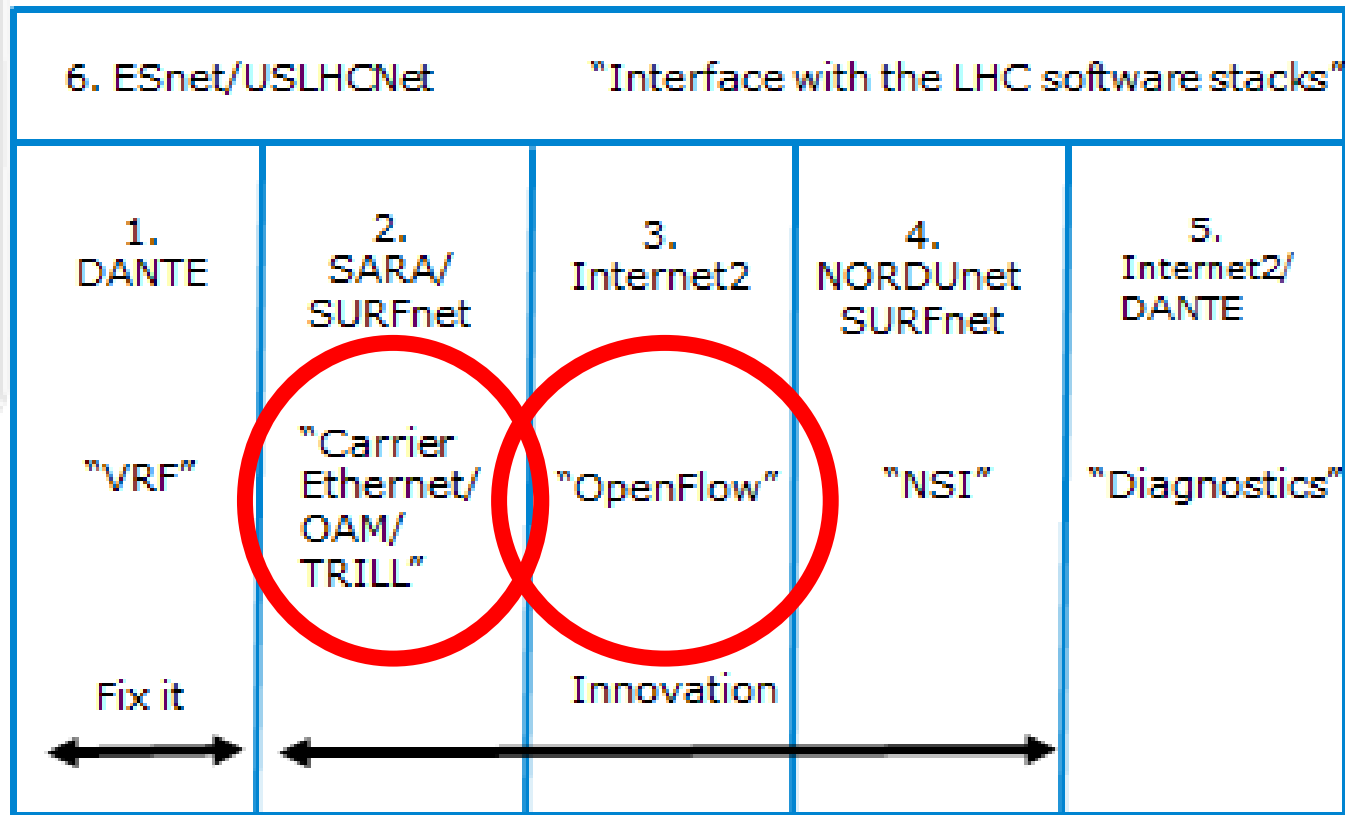 6. ESnet/USLHCNet “Interface with the LHC software stacks”
1.
DANTE
“VRF”
2.
SARA/
SURFnet
“Carrier
Ethernet/
OAM/
TRILL”
3.
Internet2
“OpenFlow”
4.
NORDUnet
SURFnet
“NSI”
5.
Internet2/
DANTE
“Diagnostics”
Fix it
Innovation